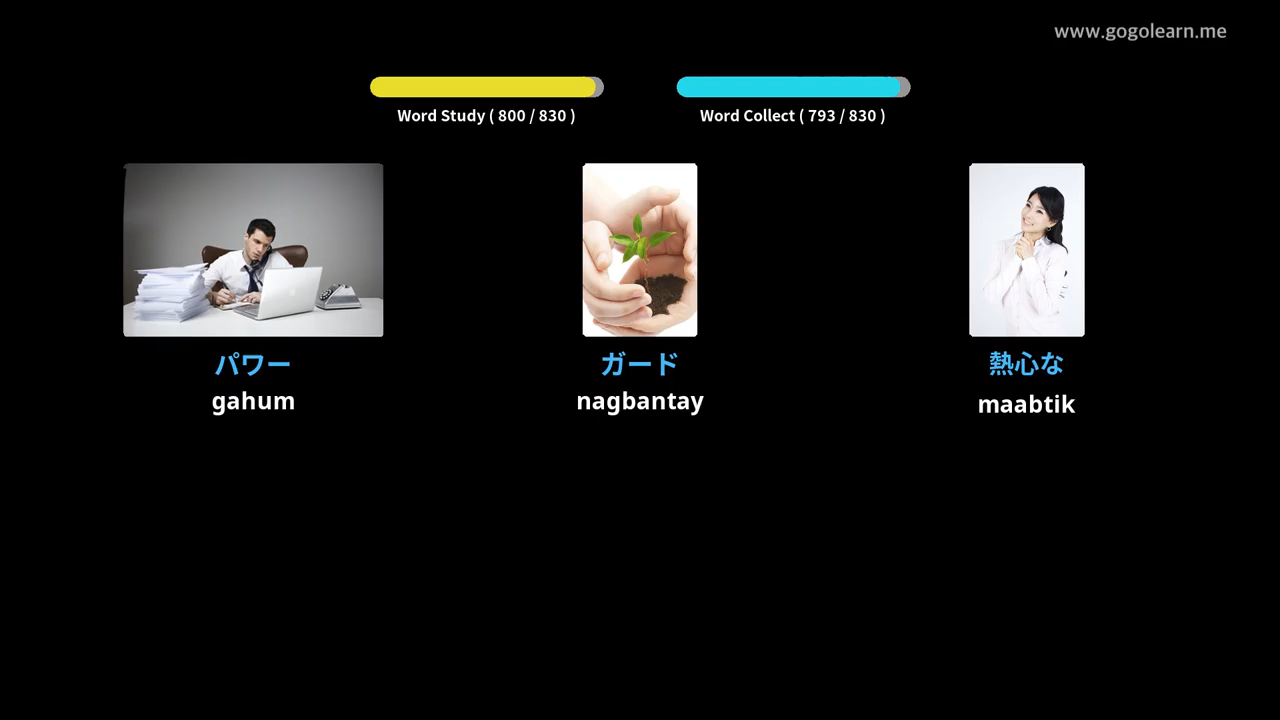 www.gogolearn.me
Word Study ( 800 / 830 )
Word Collect ( 793 / 830 )
パワー
gahum
ガード
nagbantay
熱心な
maabtik